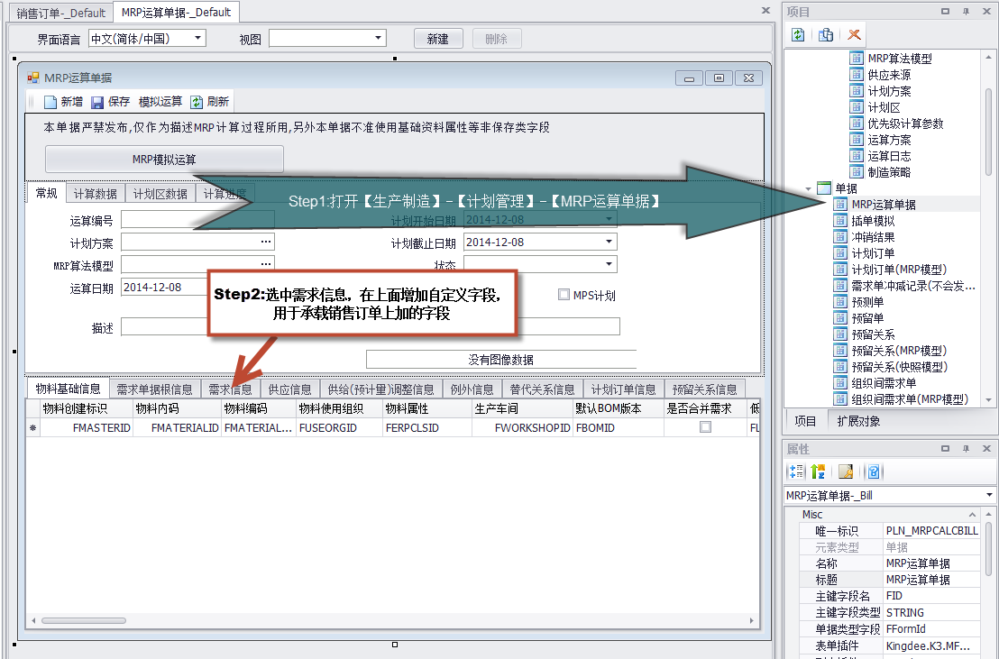 销售订单-_Default
MRP运算单据-_Default
界面语言 中文(简体/中国) 视图 新建 删除
MRP运算单据
新增 保存 模拟运算 刷新
本单据严禁发布,仅作为描述MRP计算过程所用,另外本单据不准使用基础资料属性等非保存类字段
MRP模拟运算
常规 计算数据 计划区数据 计算进度
Step1:打开【生产制造】-【计划管理】-【MRP运算单据】
运算编号 计划开始日期 2014-12-08
计划方案 计划截止日期 2014-12-08
MRP算法模型 状态
运算日期 2014-12-08 MPS计划
Step2:选中需求信息，在上面增加自定义字段，
用于承载销售订单上加的字段
描述
没有图像数据
物料基础信息 需求单据根信息 需求信息 供应信息 供给(预计量)调整信息 例外信息 替代关系信息 计划订单信息 预留关系信息
物料创建标识 物料内码 物料编码 物料使用组织 物料属性 生产车间 默认BOM版本 是否合并需求 低
FMASTERID FMATERIALID FMATERIAL... FUSEORGID FERPCLSID FWORKSHOPID FBOMID FL
项目
MRP算法模型
供应来源
计划方案
计划区
优先级计算参数
运算方案
运算日志
制造策略
单据
MRP运算单据
插单模拟
冲销结果
计划订单
计划订单(MRP模型)
需求单冲减记录(不会发...
预测单
预留单
预留关系
预留关系(MRP模型)
预留关系(快照模型)
组织间需求单
组织间需求单(MRP模型)
项目 扩展对象
属性
MRP运算单据-_Bill
Misc
唯一标识 PLN_MRPCALCBILL
元素类型 单据
名称 MRP运算单据
标题 MRP运算单据
主键字段名 FID
主键字段类型 STRING
单据类型字段 FFormId
表单插件 Kingdee.K3.MF...